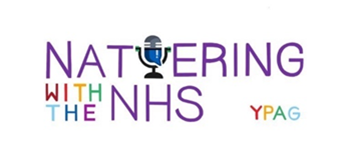 NATTERING
WITH
THE NHS YPAG